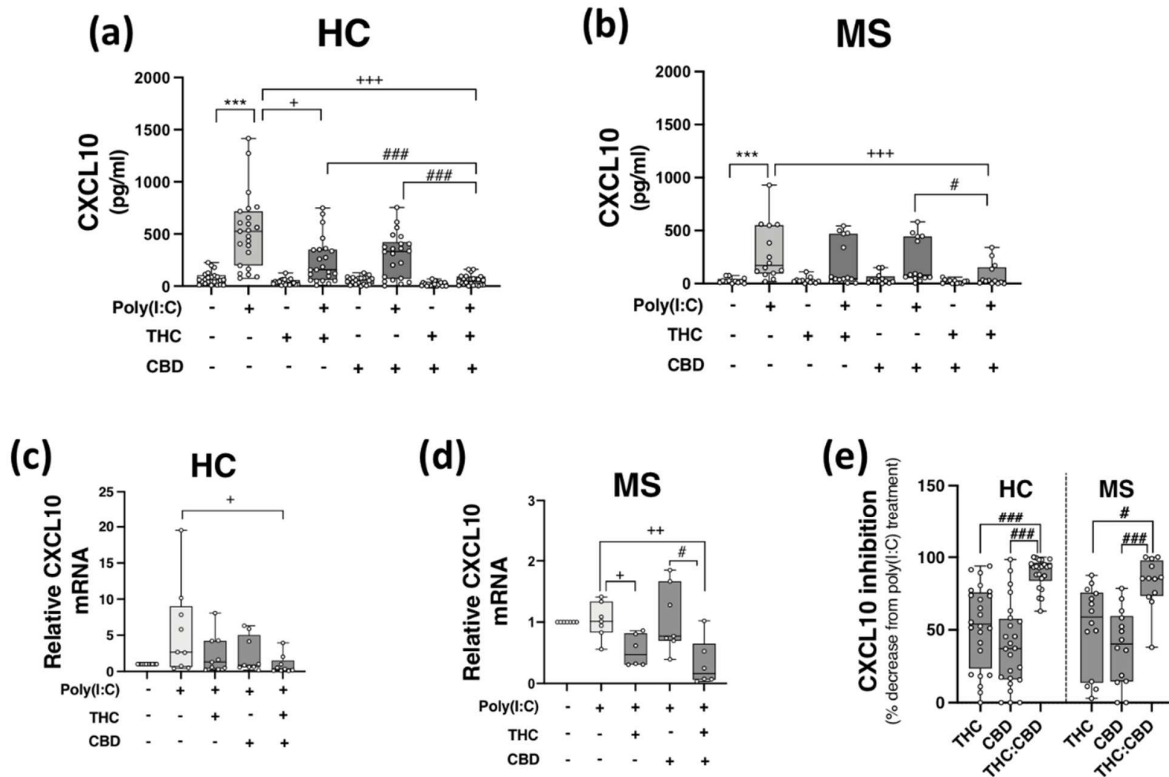 (a)
HC
CXCL10
(pg/ml)
2000
1500
1000
500
0
***
+
+++
###
###
Poly(I:C) - + - + - + - +
THC - - + + - - + +
CBD - - - - + + + +
(b)
MS
CXCL10
(pg/ml)
2000
1500
1000
500
0
***
+++
#
Poly(I:C) - + - + - + - +
THC - - + + - - + +
CBD - - - - + + + +
(c)
HC
Relative CXCL10
mRNA
25
20
15
10
5
0
+
Poly(I:C) - + + + +
THC - - + - +
CBD - - - + +
(d)
MS
Relative CXCL10
mRNA
3
2
1
0
++
+
#
Poly(I:C) - + + + +
THC - - + - +
CBD - - - + +
(e)
CXCL10 inhibition
(% decrease from poly(I:C) treatment)
150
100
50
0
HC
MS
###
###
#
###
THC
CBD
THC:CBD
THC
CBD
THC:CBD